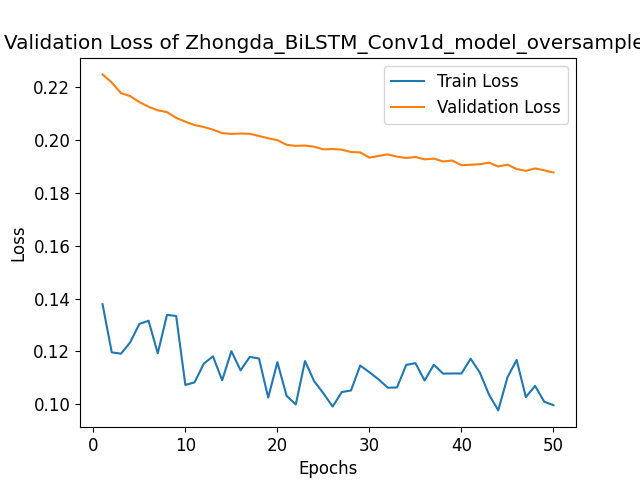 Validation Loss of Zhongda_BiLSTM_Conv1d_model_oversample
Train Loss
Validation Loss
0.22
0.20
0.18
0.16
0.14
0.12
0.10
Loss
0 10 20 30 40 50
Epochs